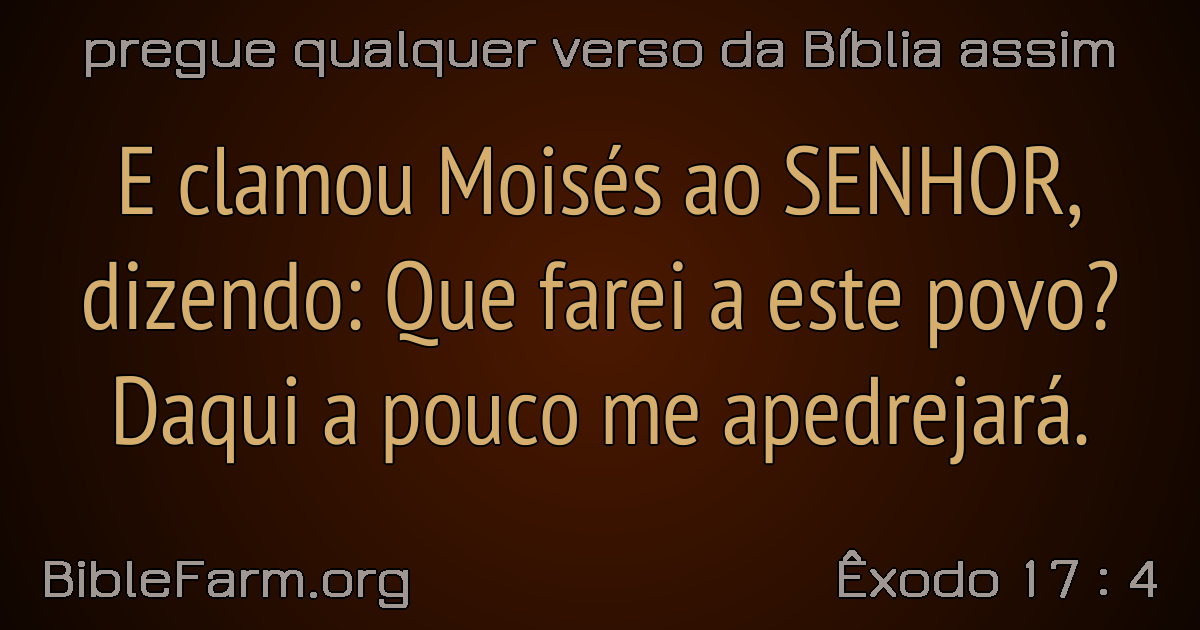 pregue qualquer verso da Bíblia assim
E clamou Moisés ao SENHOR,
dizendo: Que farei a este povo?
Daqui a pouco me apedrejará.
BibleFarm.org
Êxodo 17 : 4